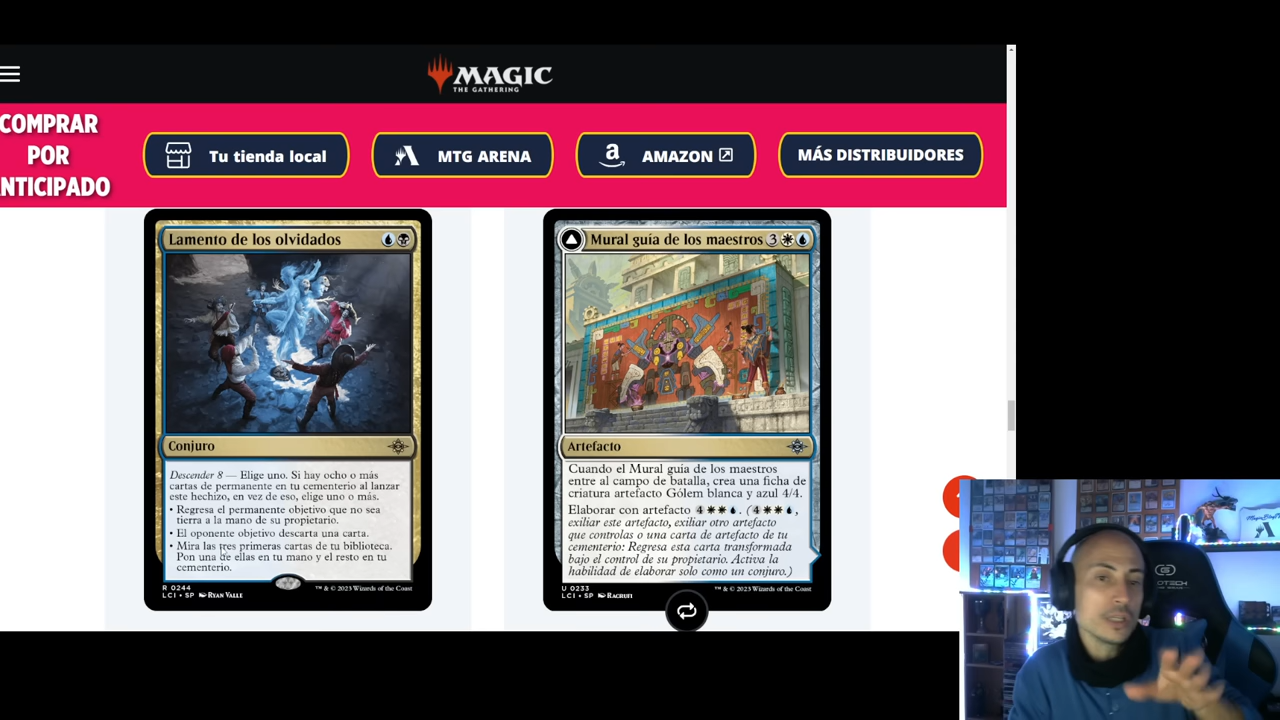 MAGIC
THE GATHERING
COMPRAR
POR
NTICIPADO
Tu tienda local
MTG ARENA
a
AMAZON
MÁS DISTRIBUIDORES
Lamento de los olvidados
Conjuro
Descender 8 — Elige uno. Si hay ocho o más
cartas de permanente en tu cementerio al lanzar
este hechizo, en vez de eso, elige uno o más.
• Regresa el permanente objetivo que no sea
tierra a la mano de su propietario.
• El oponente objetivo descarta una carta.
• Mira las tres primeras cartas de tu biblioteca.
Pon una de ellas en tu mano y el resto en tu
cementerio.
R 0244
LCI • SP RYAN VALLE
™ & © 2023 Wizards of the Coast
Mural guía de los maestros 3
Artefacto
Cuando el Mural guía de los maestros
entre al campo de batalla, crea una ficha de
criatura artefacto Gólem blanca y azul 4/4.
Elaborar con artefacto 4. (4,
exiliar este artefacto, exiliar otro artefacto
que controlas o una carta de artefacto de tu
cementerio: Regresa esta carta transformada
bajo el control de su propietario. Activa la
habilidad de elaborar solo como un conjuro.)
U 0233
LCI • SP RAGRUFI
™ & © 2023 Wizards of the Coast